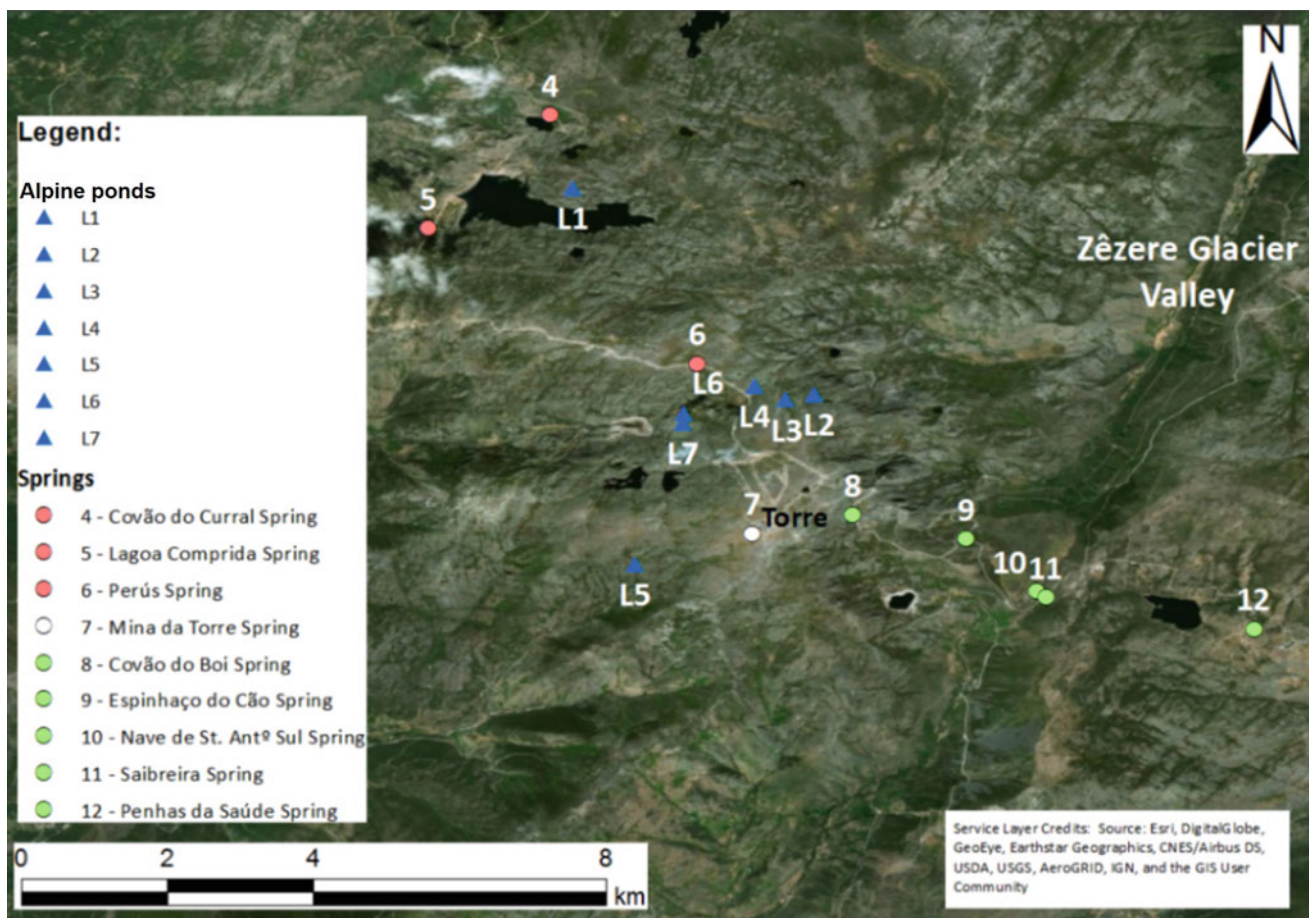 N
4
Legend:
Alpine ponds
L1
L2
L3
L4
L5
L6
L7
Springs
4 - Covão do Curral Spring
5 - Lagoa Comprida Spring
6 - Perús Spring
7 - Mina da Torre Spring
8 - Covão do Boi Spring
9 - Espinhaço do Cão Spring
10 - Nave de St. Antº Sul Spring
11 - Saibreira Spring
12 - Penhas da Saúde Spring
5
L1
Zêzere Glacier
Valley
6
L6
L4
L3
L2
L7
7
Torre
8
9
10
11
L5
12
0 2 4 8
km
Service Layer Credits: Source: Esri, DigitalGlobe,
GeoEye, Earthstar Geographics, CNES/Airbus DS,
USDA, USGS, AeroGRID, IGN, and the GIS User
Community